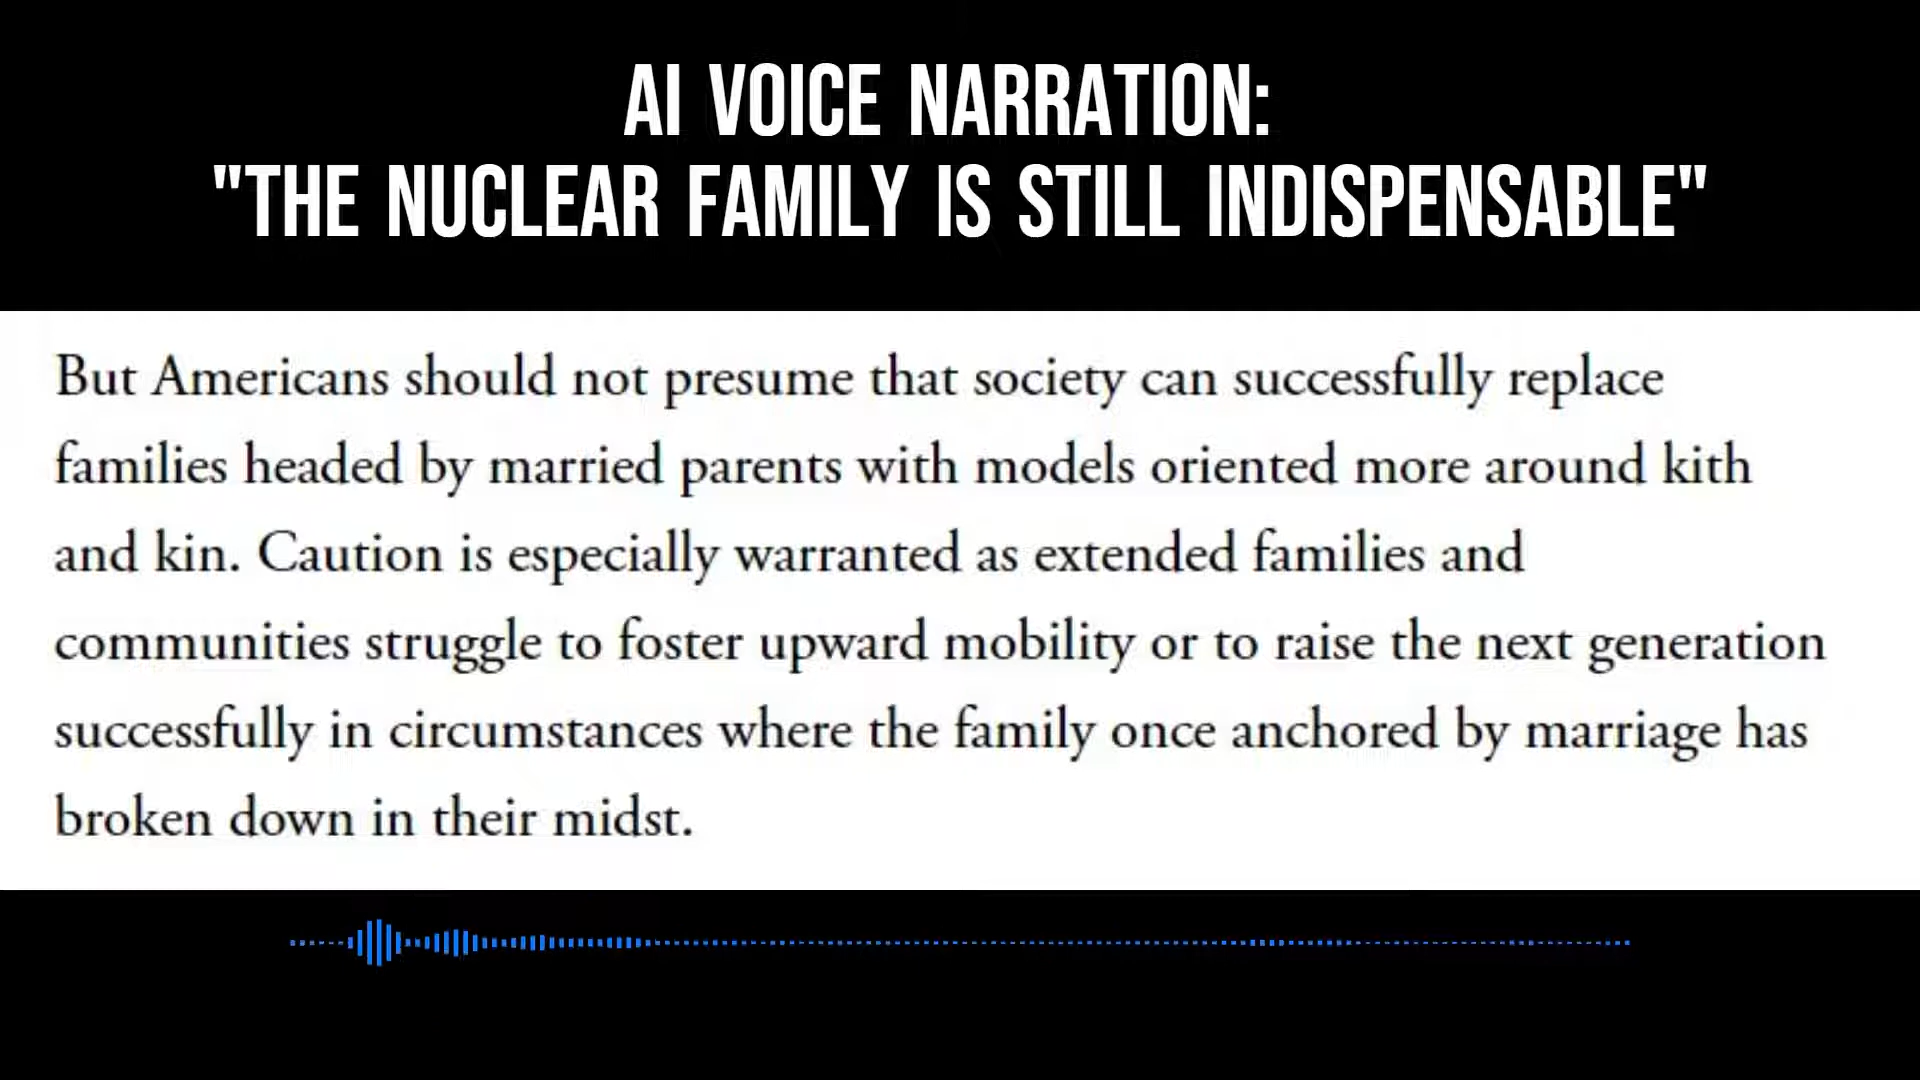 AI VOICE NARRATION:
"THE NUCLEAR FAMILY IS STILL INDISPENSABLE"
But Americans should not presume that society can successfully replace
families headed by married parents with models oriented more around kith
and kin. Caution is especially warranted as extended families and
communities struggle to foster upward mobility or to raise the next generation
successfully in circumstances where the family once anchored by marriage has
broken down in their midst.